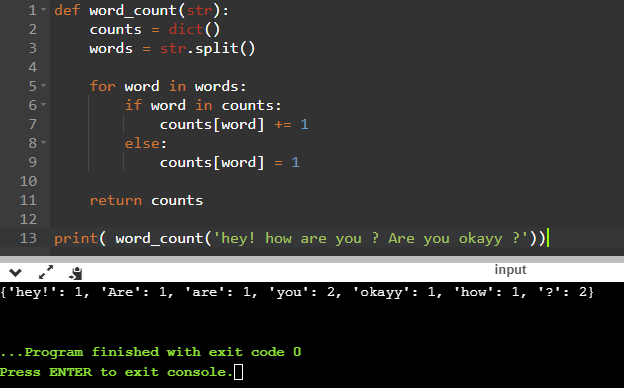 1 def word_count(str):
2     counts = dict()
3     words = str.split()
4
5     for word in words:
6         if word in counts:
7             counts[word] += 1
8         else:
9             counts[word] = 1
10
11     return counts
12
13 print( word_count('hey! how are you ? Are you okayy ?'))
input
{'hey!': 1, 'Are': 1, 'are': 1, 'you': 2, 'okayy': 1, 'how': 1, '?': 2}
...Program finished with exit code 0
Press ENTER to exit console.